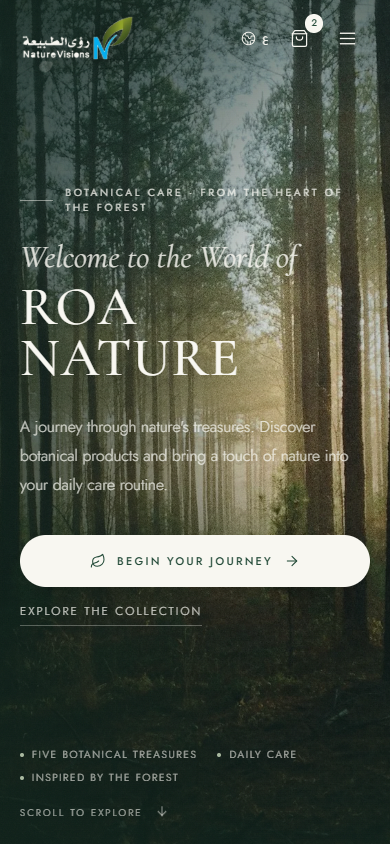 رؤى الطبيعة
NatureVisions
ع
2
BOTANICAL CARE · FROM THE HEART OF
THE FOREST
Welcome to the World of
ROA
NATURE
A journey through nature's treasures. Discover
botanical products and bring a touch of nature into
your daily care routine.
BEGIN YOUR JOURNEY
EXPLORE THE COLLECTION
• FIVE BOTANICAL TREASURES • DAILY CARE
• INSPIRED BY THE FOREST
SCROLL TO EXPLORE